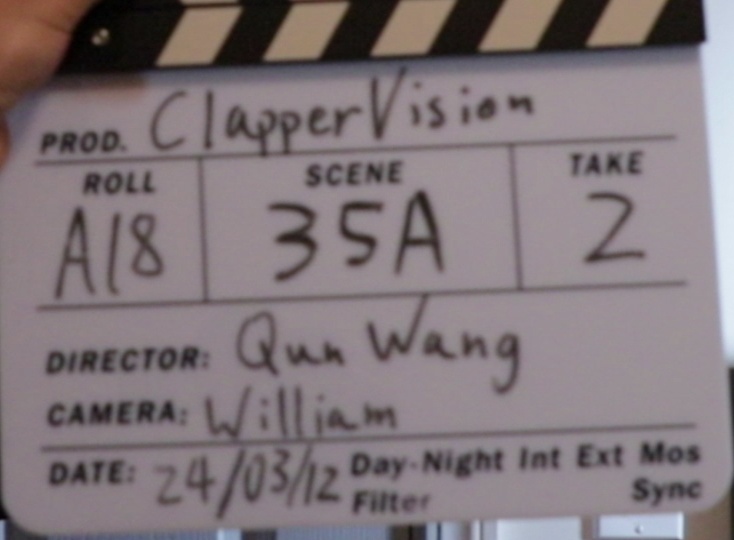 PROD. ClapperVision
ROLL SCENE TAKE
A18 35A 2
DIRECTOR: Qun Wang
CAMERA: William
DATE: 24/03/12 Day-Night Int Ext Mos
Filter Sync